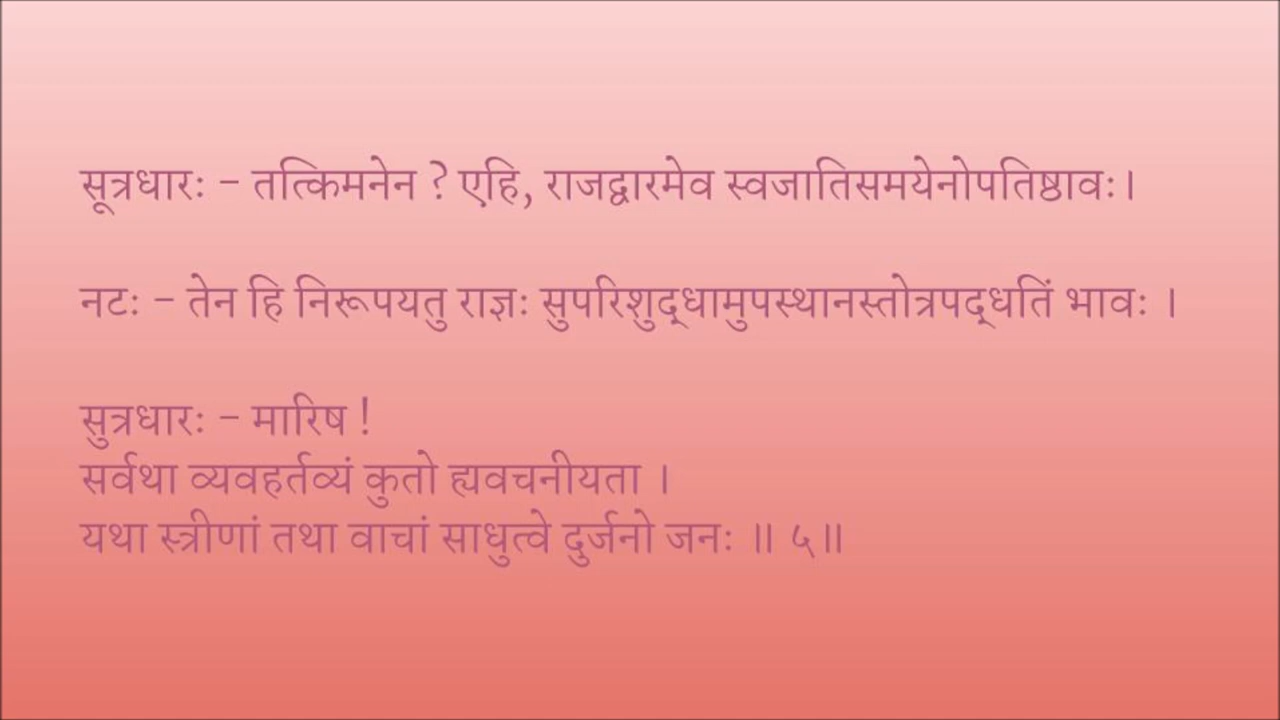 सूत्रधारः – तत्किमनेन ? एहि, राजद्वारमेव स्वजातिसमयेनोपतिष्ठावः।
नटः – तेन हि निरूपयतु राज्ञः सुपरिशुद्धामुपस्थानस्तोत्रपद्धतिं भावः ।
सुत्रधारः – मारिष !
सर्वथा व्यवहर्तव्यं कुतो ह्यवचनीयता ।
यथा स्त्रीणां तथा वाचां साधुत्वे दुर्जनो जनः ॥ ५॥